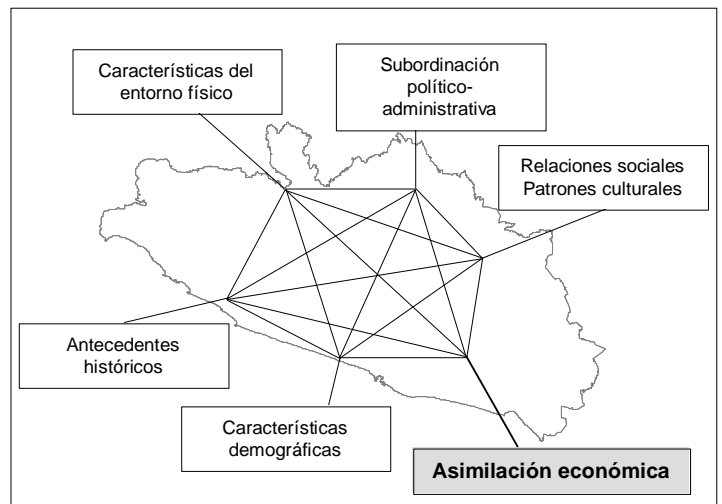 Características del
entorno físico
Subordinación
político-
administrativa
Relaciones sociales
Patrones culturales
Antecedentes
históricos
Características
demográficas
Asimilación económica